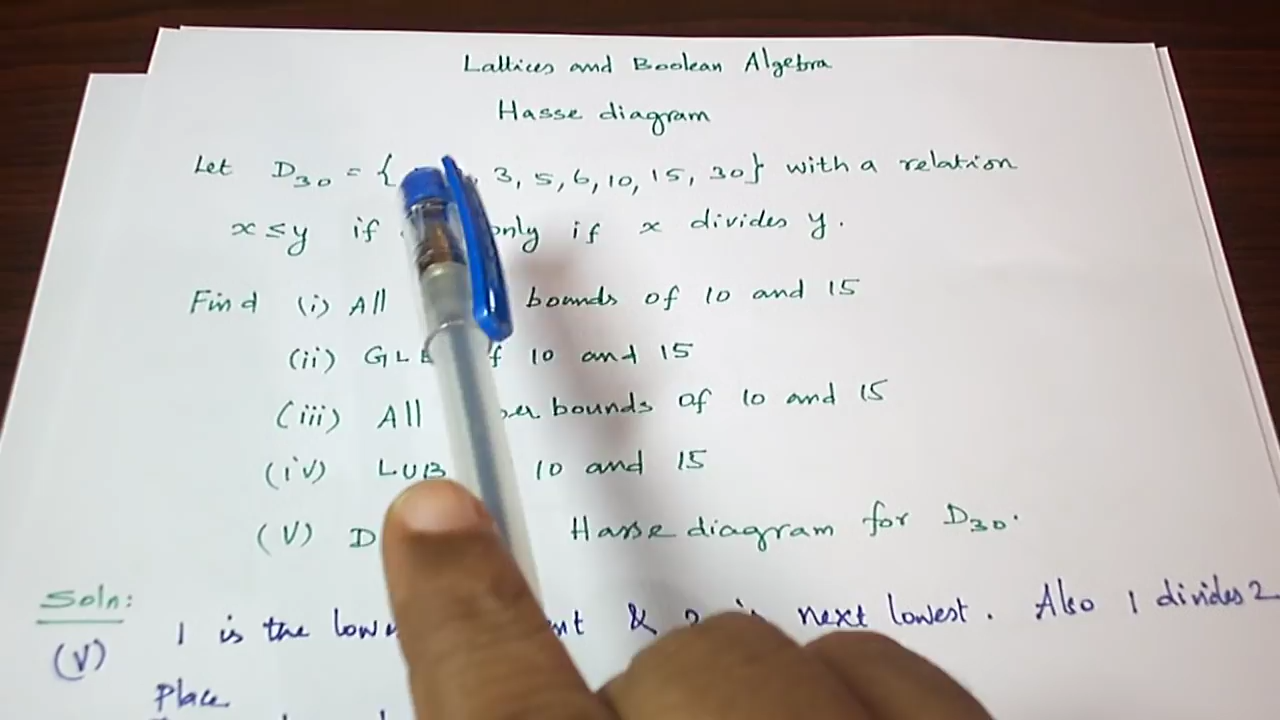 Lattices and Boolean Algebra
Hasse diagram
Let D30 = { , 3, 5, 6, 10, 15, 30} with a relation
x ≤ y if only if x divides y.
Find (i) All bounds of 10 and 15
(ii) GLB of 10 and 15
(iii) All bounds of 10 and 15
(iv) LUB 10 and 15
(V) Hasse diagram for D30.
Soln:
(V) 1 is the & is next lowest. Also 1 divides 2
Place